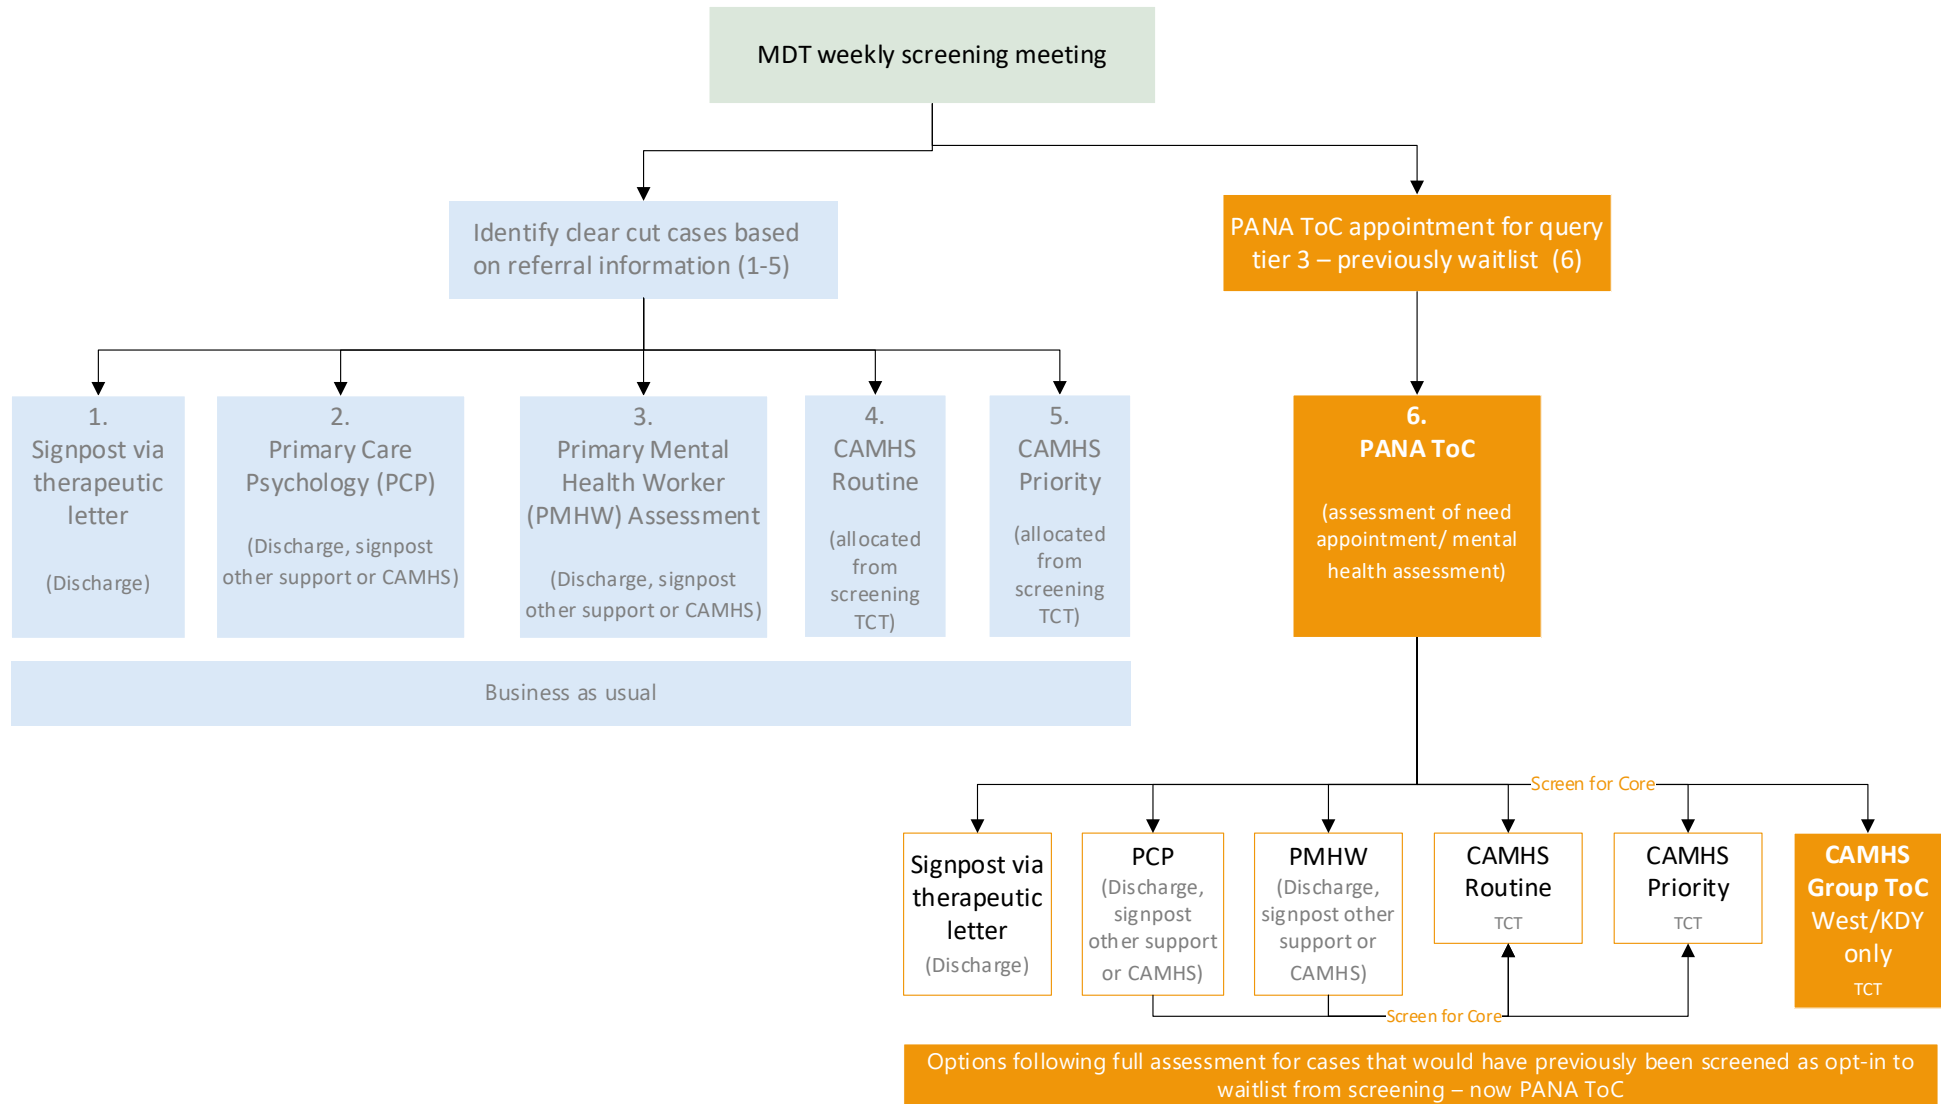 MDT weekly screening meeting
Identify clear cut cases based
on referral information (1-5)
PANA ToC appointment for query
tier 3 – previously waitlist (6)
1.
Signpost via
therapeutic
letter
(Discharge)
2.
Primary Care
Psychology (PCP)
(Discharge, signpost
other support or CAMHS)
3.
Primary Mental
Health Worker
(PMHW) Assessment
(Discharge, signpost
other support or CAMHS)
4.
CAMHS
Routine
(allocated
from
screening
TCT)
5.
CAMHS
Priority
(allocated
from
screening
TCT)
6.
PANA ToC
(assessment of need
appointment/ mental
health assessment)
Business as usual
Screen for Core
Signpost via
therapeutic
letter
(Discharge)
PCP
(Discharge,
signpost
other support
or CAMHS)
PMHW
(Discharge,
signpost other
support or
CAMHS)
CAMHS
Routine
TCT
CAMHS
Priority
TCT
CAMHS
Group ToC
West/KDY
only
TCT
Screen for Core
Options following full assessment for cases that would have previously been screened as opt-in to
waitlist from screening – now PANA ToC